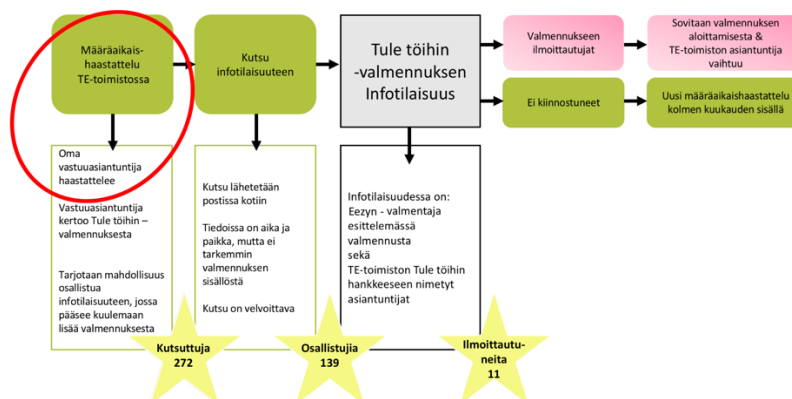 Määräaikais-
haastattelu
TE-toimistossa
Kutsu
infotilaisuuteen
Tule töihin
-valmennuksen
Infotilaisuus
Valmennukseen
ilmoittautujat
Sovitaan valmennuksen
aloittamisesta &
TE-toimiston asiantuntija
vaihtuu
Ei kiinnostuneet
Uusi määräaikaishaastattelu
kolmen kuukauden sisällä
Oma
vastuuasiantuntija
haastattelee
Vastuuasiantuntija
kertoo Tule töihin –
valmennuksesta
Tarjotaan mahdollisuus
osallistua
infotilaisuuteen, jossa
pääsee kuulemaan
lisää valmennuksesta
Kutsu lähetetään
postissa kotiin
Tiedoissa on aika ja
paikka, mutta ei
tarkemmin
valmennuksen
sisällöstä
Kutsu on velvoittava
Infotilaisuudessa on:
Eezyn - valmentaja
esittelemässä
valmennusta
sekä
TE-toimiston Tule töihin
hankkeeseen nimetyt
asiantuntijat
Kutsuttuja
272
Osallistujia
139
Ilmoittautu-
neita
11